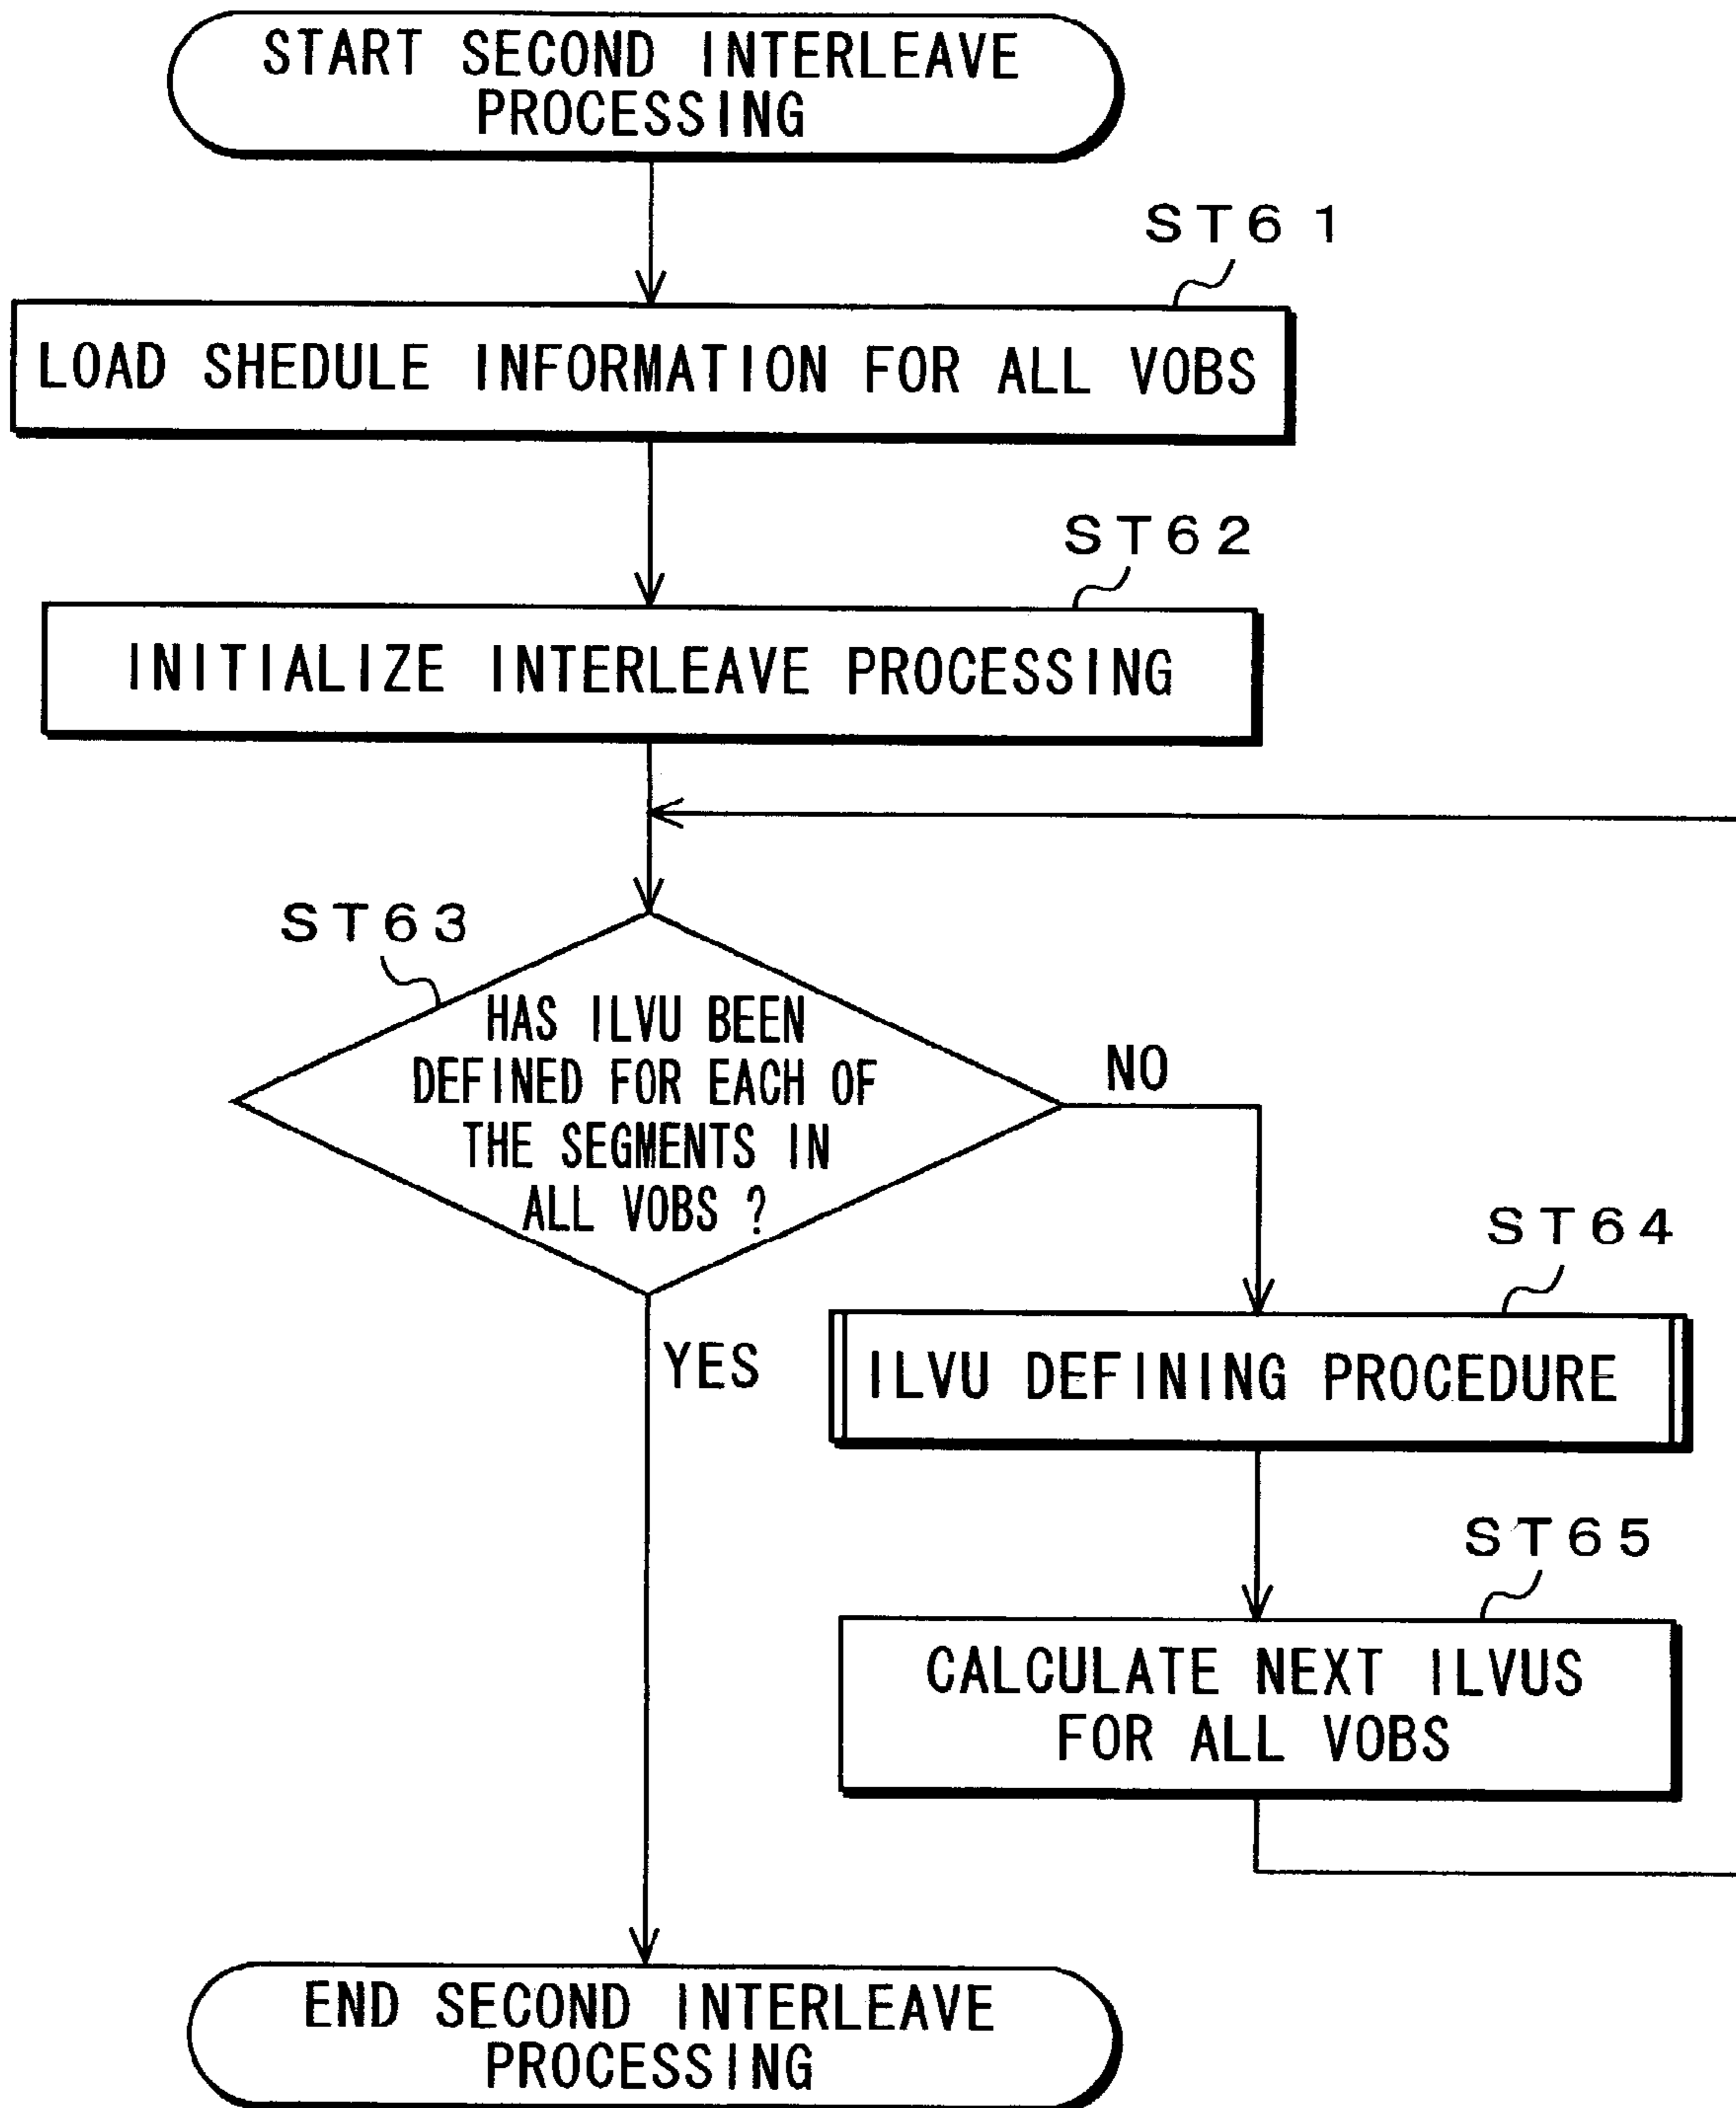 START SECOND INTERLEAVE
PROCESSING
ST61
LOAD SHEDULE INFORMATION FOR ALL VOBS
ST62
INITIALIZE INTERLEAVE PROCESSING
ST63
HAS ILVU BEEN
DEFINED FOR EACH OF
THE SEGMENTS IN
ALL VOBS ?
NO
YES
ST64
ILVU DEFINING PROCEDURE
ST65
CALCULATE NEXT ILVUS
FOR ALL VOBS
END SECOND INTERLEAVE
PROCESSING